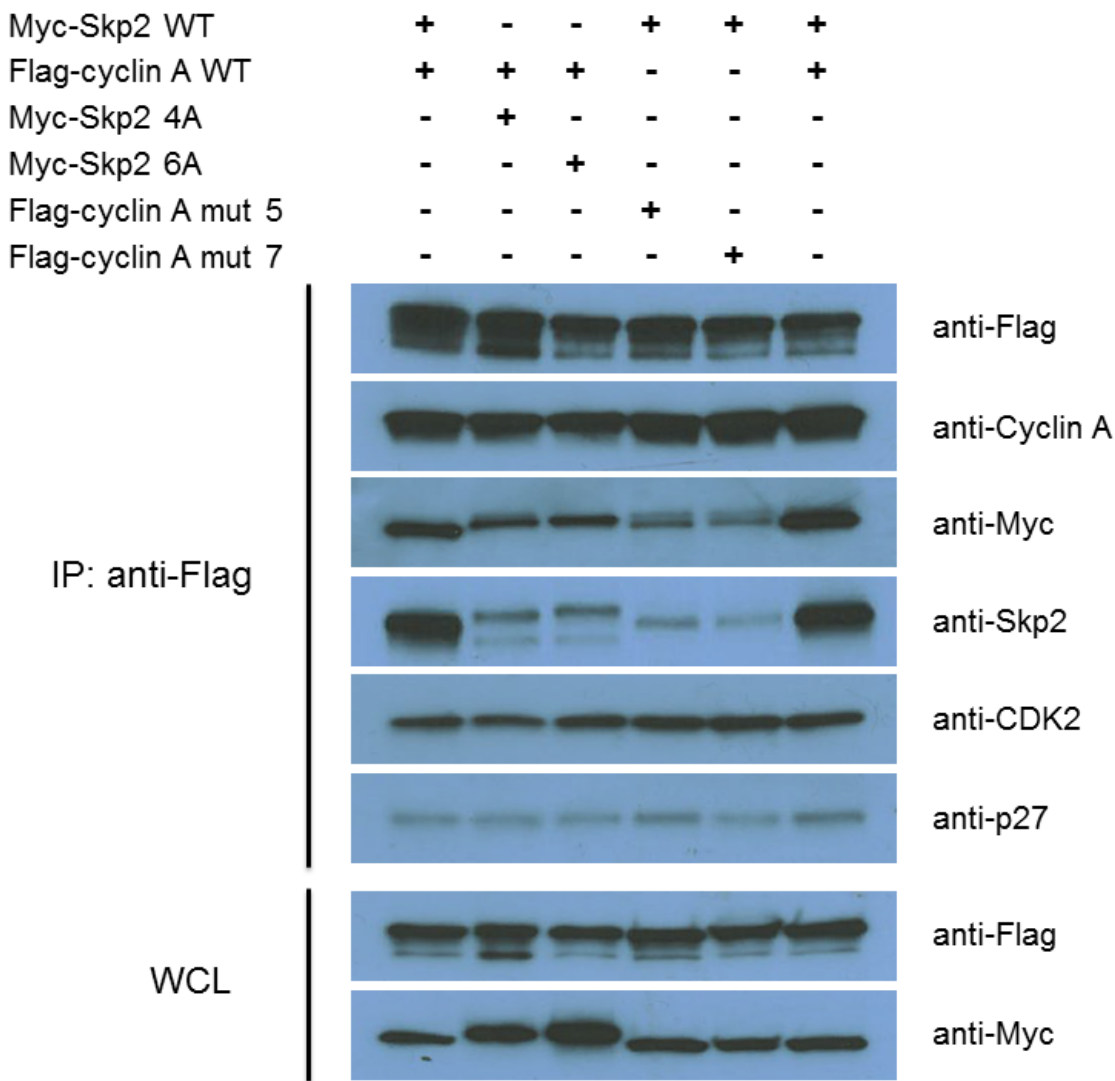 Myc-Skp2 WT + - - + + +
Flag-cyclin A WT + + + - - +
Myc-Skp2 4A - + - - - -
Myc-Skp2 6A - - + - - -
Flag-cyclin A mut 5 - - - + - -
Flag-cyclin A mut 7 - - - - + -
anti-Flag
anti-Cyclin A
anti-Myc
IP: anti-Flag
anti-Skp2
anti-CDK2
anti-p27
anti-Flag
WCL
anti-Myc